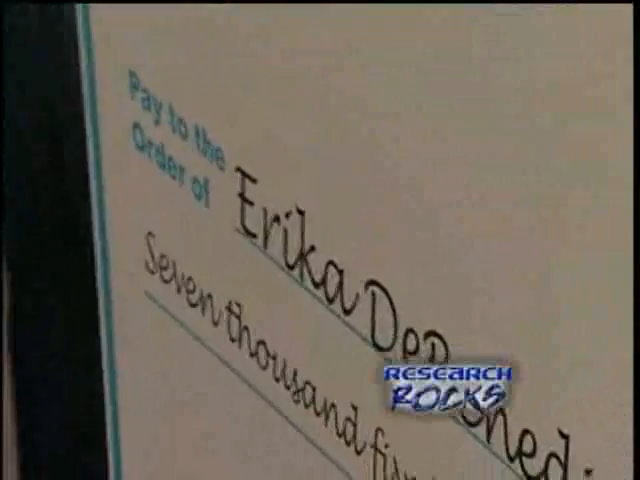 Pay to the
Order of
Erika
Seven thousand
RESEARCH
ROCKS